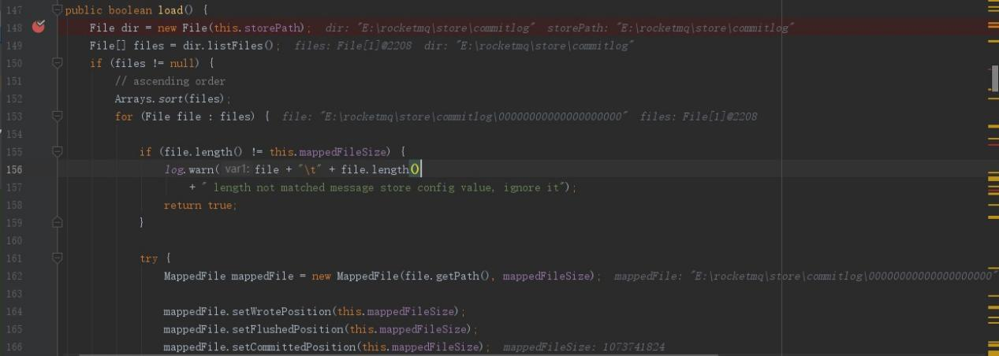 147 public boolean load() {
148 File dir = new File(this.storePath); dir: "E:\rocketmq\store\commitlog" storePath: "E:\rocketmq\store\commitlog"
149 File[] files = dir.listFiles(); files: File[1]@2208 dir: "E:\rocketmq\store\commitlog"
150 if (files != null) {
151 // ascending order
152 Arrays.sort(files);
153 for (File file : files) { file: "E:\rocketmq\store\commitlog\00000000000000000000" files: File[1]@2208
154
155 if (file.length() != this.mappedFileSize) {
156 log.warn( var1: file + "\t" + file.length()
157 + " length not matched message store config value, ignore it");
158 return true;
159 }
160
161 try {
162 MappedFile mappedFile = new MappedFile(file.getPath(), mappedFileSize); mappedFile: "E:\rocketmq\store\commitlog\00000000000000000000"
163
164 mappedFile.setWrotePosition(this.mappedFileSize);
165 mappedFile.setFlushedPosition(this.mappedFileSize);
166 mappedFile.setCommittedPosition(this.mappedFileSize); mappedFileSize: 1073741824